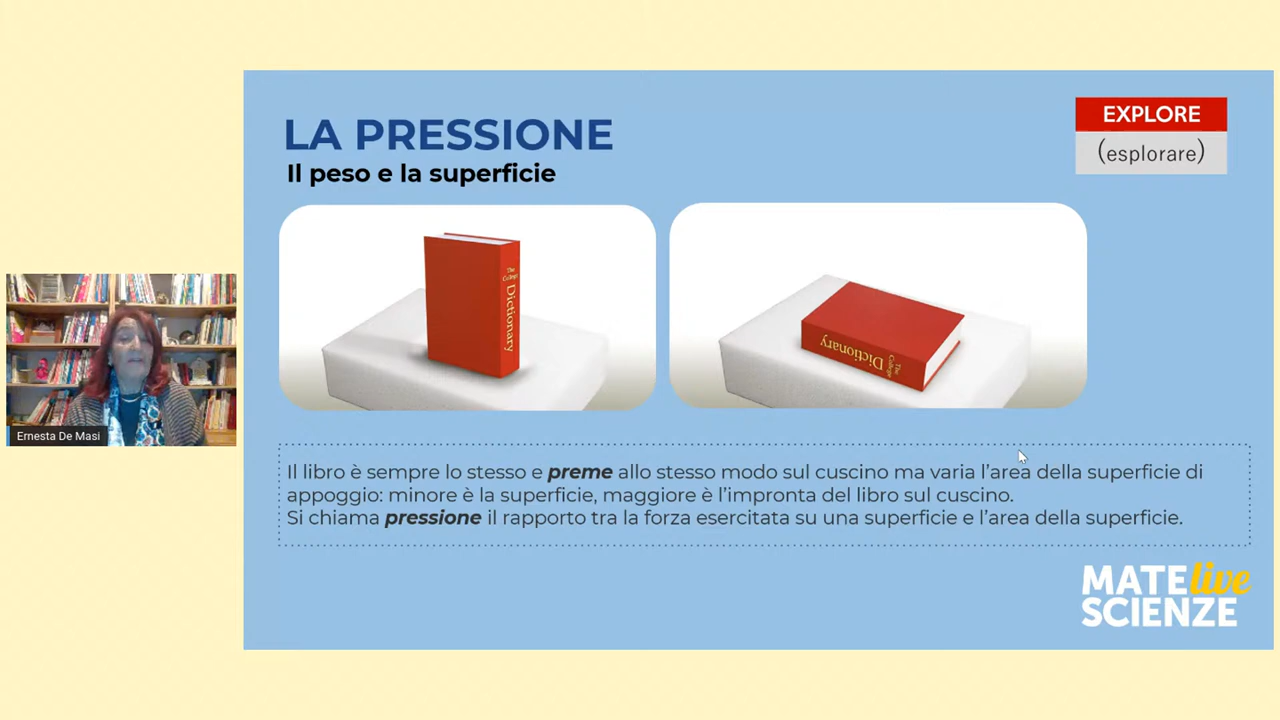 LA PRESSIONE
Il peso e la superficie
EXPLORE
(esplorare)
The
College
Dictionary
The
College
Dictionary
Ernesta De Masi
Il libro è sempre lo stesso e preme allo stesso modo sul cuscino ma varia l'area della superficie di
appoggio: minore è la superficie, maggiore è l'impronta del libro sul cuscino.
Si chiama pressione il rapporto tra la forza esercitata su una superficie e l'area della superficie.
MATE live
SCIENZE